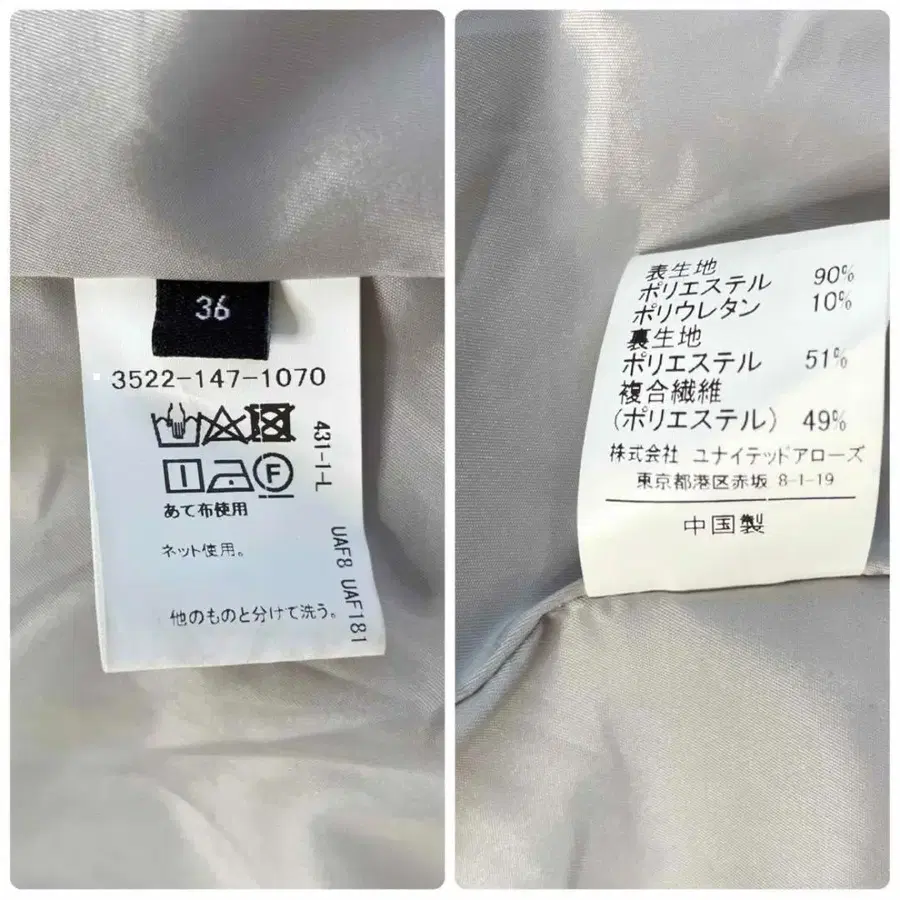 36
3522-147-1070
F
あて布使用
ネット使用。
他のものと分けて洗う。
431-1-L
UAF8 UAF181
表生地
ポリエステル 90%
ポリウレタン 10%
裏生地
ポリエステル 51%
複合繊維
(ポリエステル) 49%
株式会社 ユナイテッドアローズ
東京都港区赤坂 8-1-19
中国製